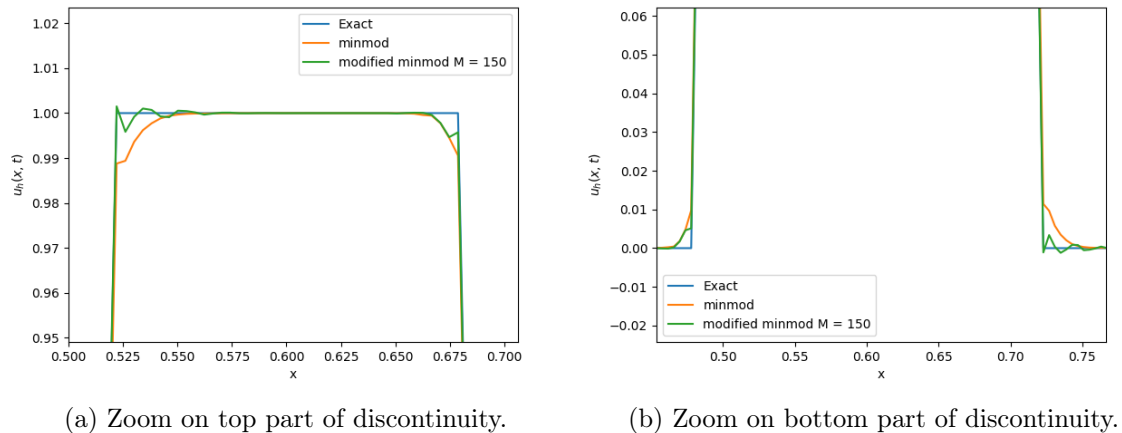 1.02
1.01
1.00
0.99
0.98
0.97
0.96
0.95
u_h(x, t)
Exact
minmod
modified minmod M = 150
0.500 0.525 0.550 0.575 0.600 0.625 0.650 0.675 0.700
x
(a) Zoom on top part of discontinuity.
0.06
0.05
0.04
0.03
0.02
0.01
0.00
−0.01
−0.02
u_h(x, t)
Exact
minmod
modified minmod M = 150
0.50 0.55 0.60 0.65 0.70 0.75
x
(b) Zoom on bottom part of discontinuity.